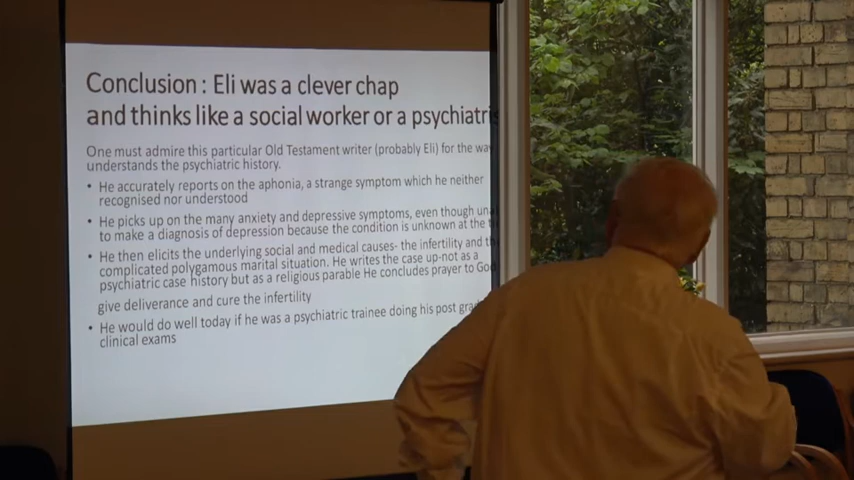 Conclusion : Eli was a clever chap
and thinks like a social worker or a psychiatris
One must admire this particular Old Testament writer (probably Eli) for the way
understands the psychiatric history.
• He accurately reports on the aphonia, a strange symptom which he neither
recognised nor understood
• He picks up on the many anxiety and depressive symptoms, even though una
to make a diagnosis of depression because the condition is unknown at the t
• He then elicits the underlying social and medical causes- the infertility and th
complicated polygamous marital situation. He writes the case up-not as a
psychiatric case history but as a religious parable He concludes prayer to God
give deliverance and cure the infertility
• He would do well today if he was a psychiatric trainee doing his post grad
clinical exams